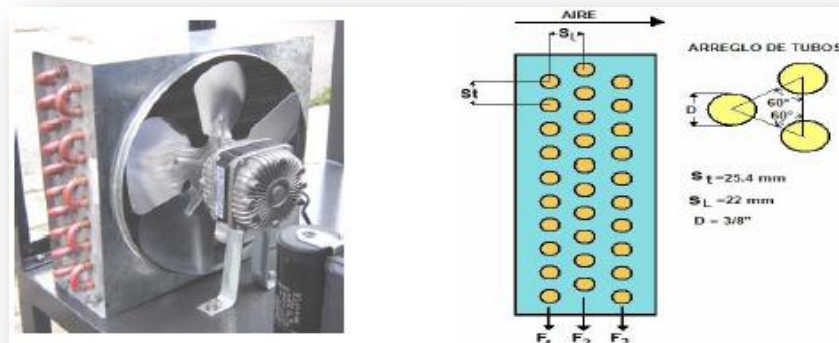 AIRE
SL
St
ARREGLO DE TUBOS
D
60°
60°
St =25.4 mm
SL =22 mm
D = 3/8"
F1 F2 F3